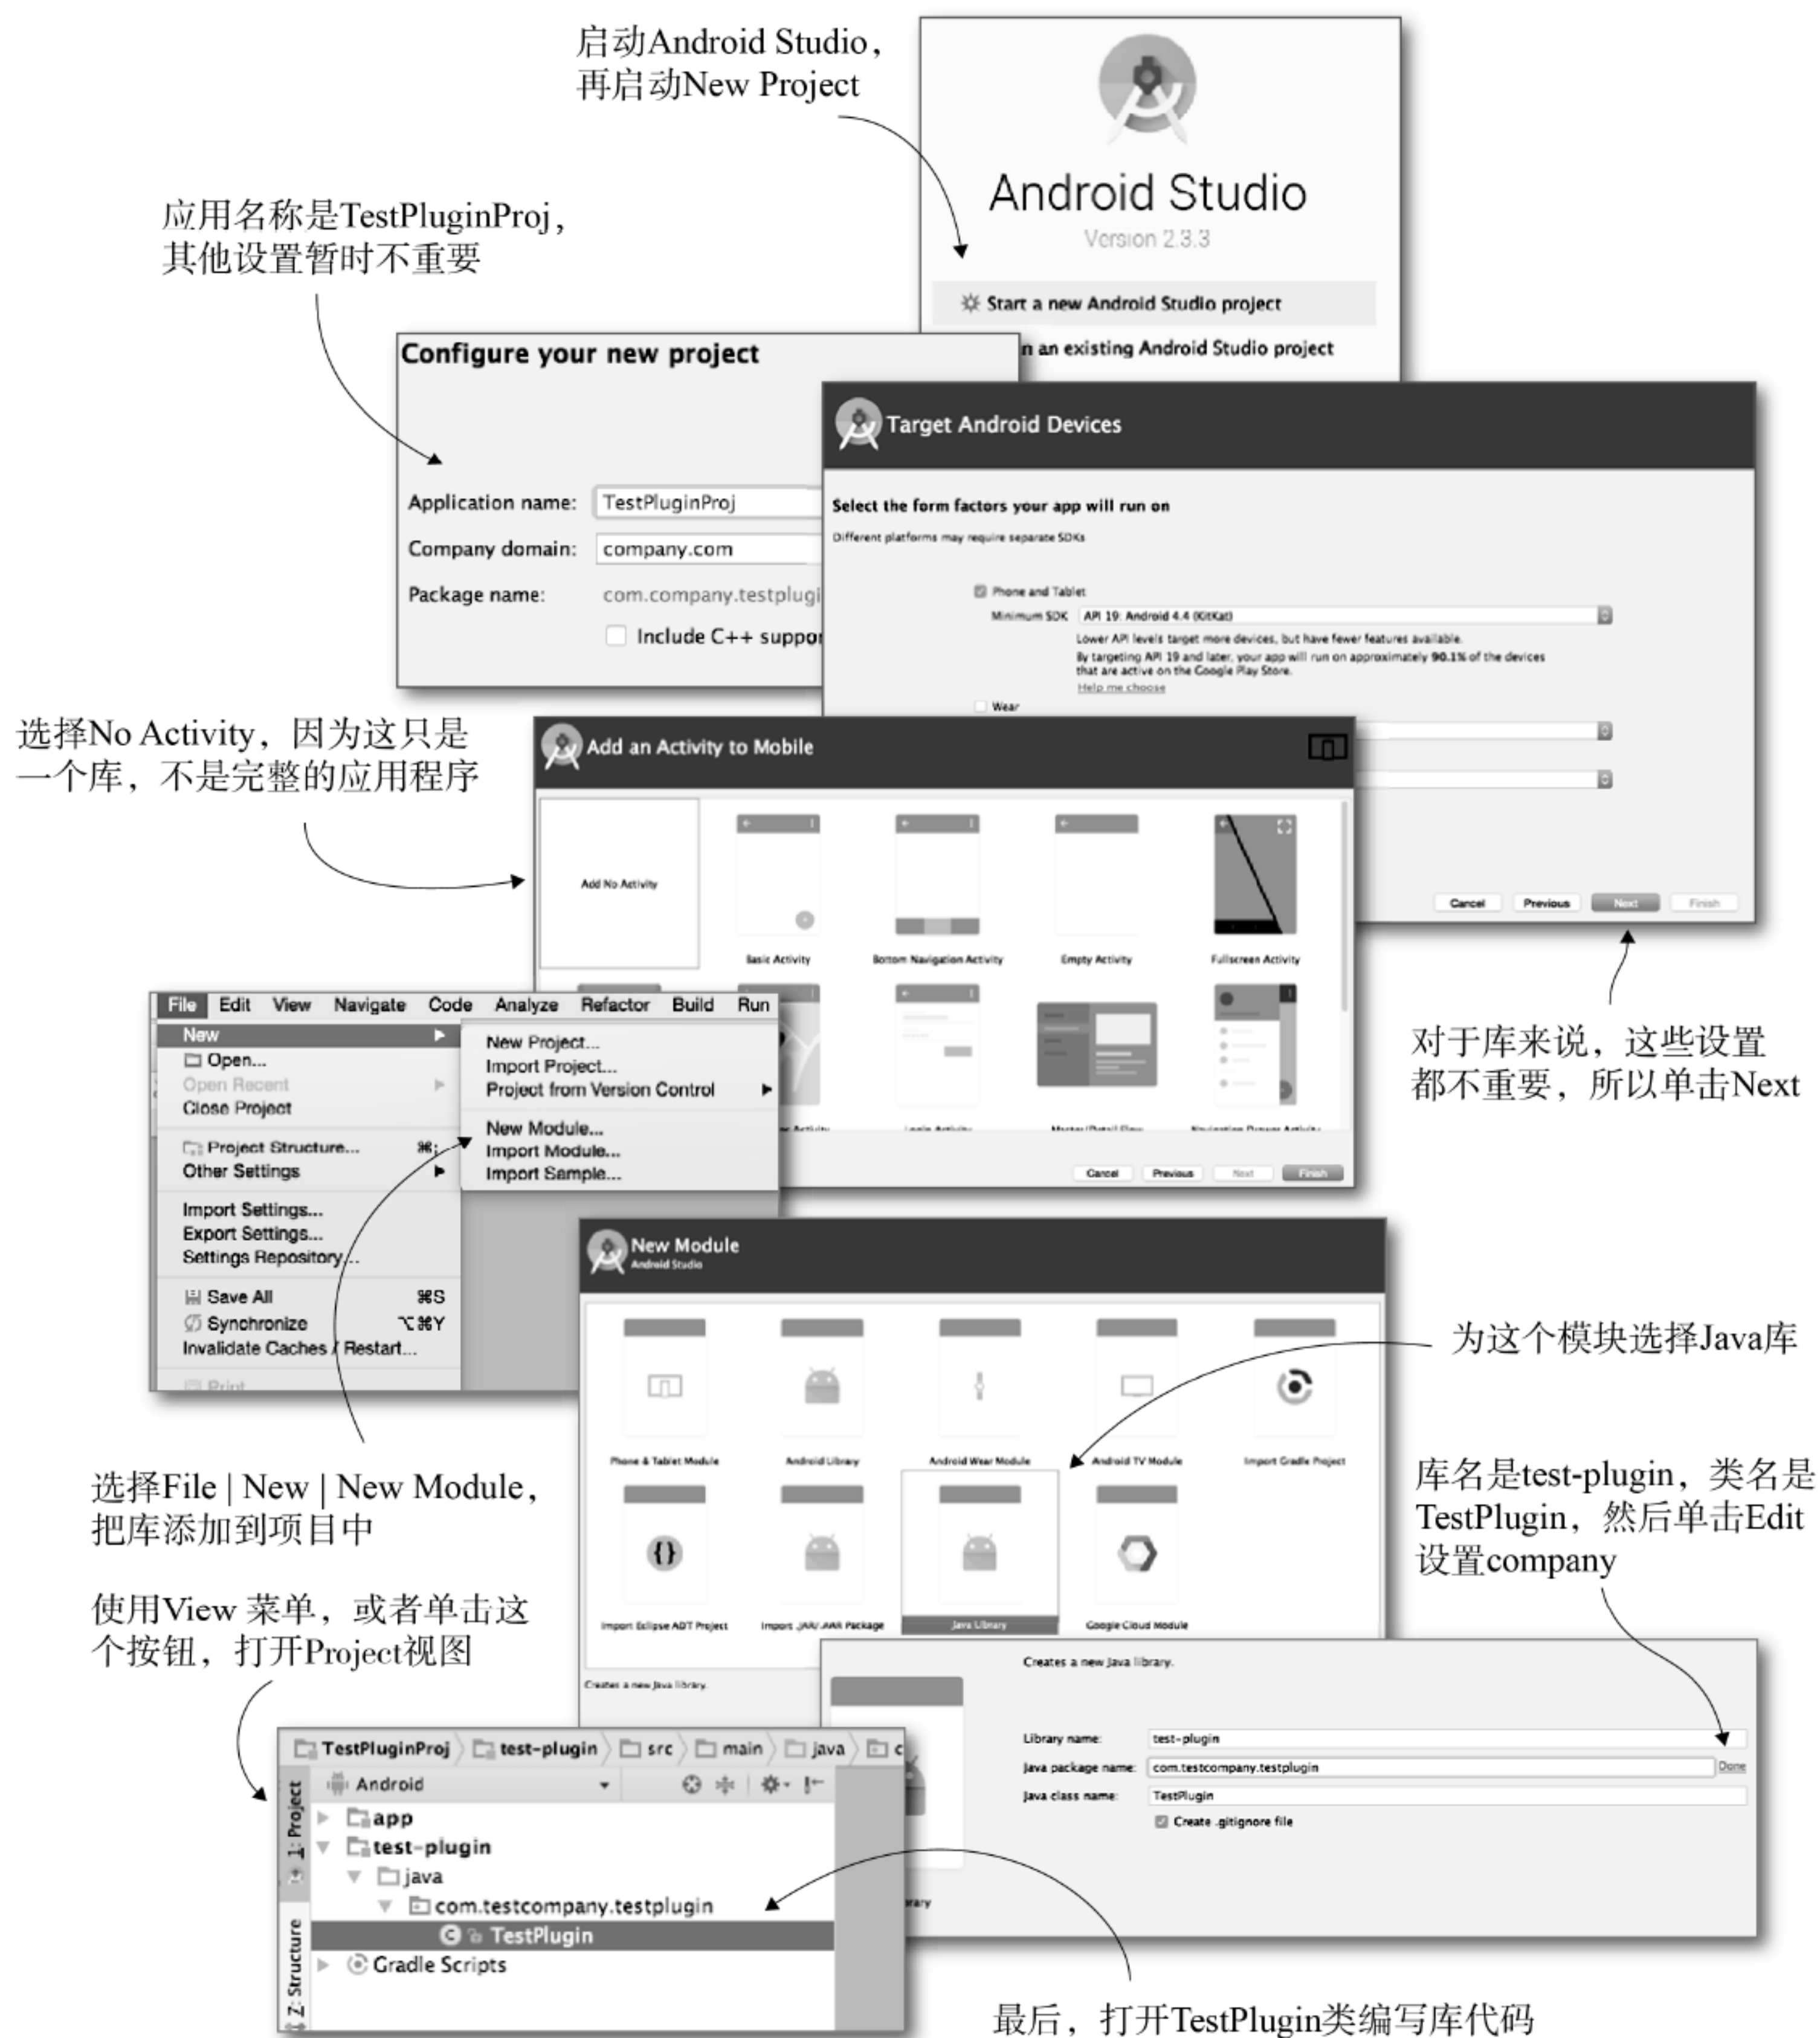 启动Android Studio，
再启动New Project
Android Studio
Version 2.3.3
Start a new Android Studio project
n an existing Android Studio project
应用名称是TestPluginProj，
其他设置暂时不重要
Configure your new project
Application name: TestPluginProj
Company domain: company.com
Package name: com.company.testplugi
Include C++ suppor
Target Android Devices
Select the form factors your app will run on
Different platforms may require separate SDKs
Phone and Tablet
Minimum SDK API 19: Android 4.4 (KitKat)
Lower API levels target more devices, but have fewer features available.
By targeting API 19 and later, your app will run on approximately 90.1% of the devices
that are active on the Google Play Store.
Help me choose
Wear
Cancel Previous Next Finish
对于库来说，这些设置
都不重要，所以单击Next
选择No Activity，因为这只是
一个库，不是完整的应用程序
Add an Activity to Mobile
Add No Activity
Basic Activity Bottom Navigation Activity Empty Activity Fullscreen Activity
Activity Login Activity Master/Detail Flow Navigation Drawer Activity
Cancel Previous Next Finish
File Edit View Navigate Code Analyze Refactor Build Run
New
Open...
Open Recent
Close Project
Project Structure... ⌘;
Other Settings
Import Settings...
Export Settings...
Settings Repository...
Save All ⌘S
Synchronize ⌥⌘Y
Invalidate Caches / Restart...
Print
New Project...
Import Project...
Project from Version Control
New Module...
Import Module...
Import Sample...
选择File | New | New Module，
把库添加到项目中
New Module
Android Studio
Phone & Tablet Module Android Library Android Wear Module Android TV Module Import Gradle Project
Import Eclipse ADT Project Import .JAR/.AAR Package Java Library Google Cloud Module
Creates a new Java library.
为这个模块选择Java库
库名是test-plugin，类名是
TestPlugin，然后单击Edit
设置company
Creates a new Java library.
Library name: test-plugin
Java package name: com.testcompany.testplugin Done
Java class name: TestPlugin
Create .gitignore file
rary
使用View 菜单，或者单击这
个按钮，打开Project视图
TestPluginProj test-plugin src main java c
1: Project
Z: Structure
Android
app
test-plugin
java
com.testcompany.testplugin
TestPlugin
Gradle Scripts
最后，打开TestPlugin类编写库代码